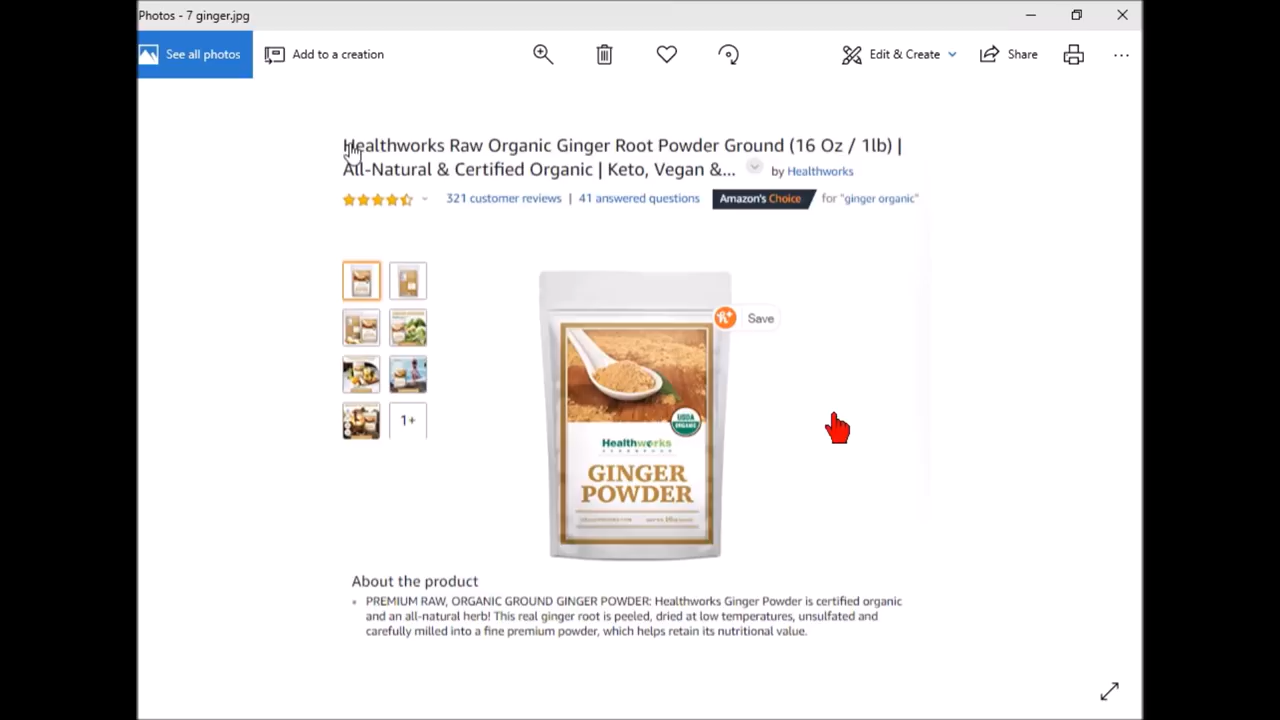 Photos - 7 ginger.jpg
See all photos
Add to a creation
Edit & Create
Share
Healthworks Raw Organic Ginger Root Powder Ground (16 Oz / 1lb) |
All-Natural & Certified Organic | Keto, Vegan &... by Healthworks
321 customer reviews | 41 answered questions Amazon's Choice for "ginger organic"
Save
1+
USDA
ORGANIC
Healthworks
GINGER
POWDER
About the product
PREMIUM RAW, ORGANIC GROUND GINGER POWDER: Healthworks Ginger Powder is certified organic
and an all-natural herb! This real ginger root is peeled, dried at low temperatures, unsulfated and
carefully milled into a fine premium powder, which helps retain its nutritional value.